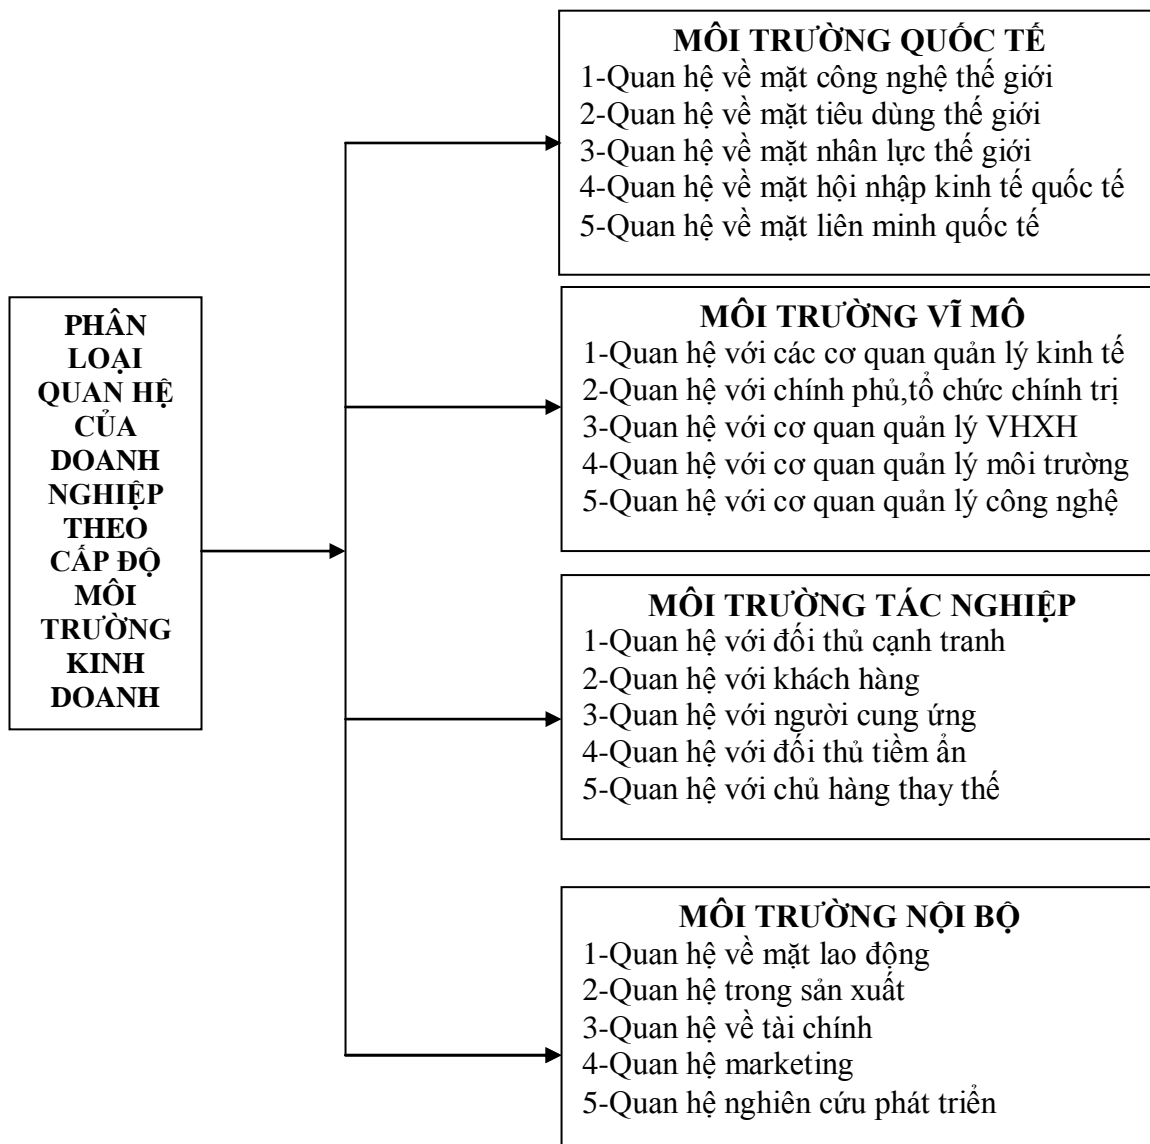 PHÂN
LOẠI
QUAN HỆ
CỦA
DOANH
NGHIỆP
THEO
CẤP ĐỘ
MÔI
TRƯỜNG
KINH
DOANH
MÔI TRƯỜNG QUỐC TẾ
1-Quan hệ về mặt công nghệ thế giới
2-Quan hệ về mặt tiêu dùng thế giới
3-Quan hệ về mặt nhân lực thế giới
4-Quan hệ về mặt hội nhập kinh tế quốc tế
5-Quan hệ về mặt liên minh quốc tế
MÔI TRƯỜNG VĨ MÔ
1-Quan hệ với các cơ quan quản lý kinh tế
2-Quan hệ với chính phủ,tổ chức chính trị
3-Quan hệ với cơ quan quản lý VHXH
4-Quan hệ với cơ quan quản lý môi trường
5-Quan hệ với cơ quan quản lý công nghệ
MÔI TRƯỜNG TÁC NGHIỆP
1-Quan hệ với đối thủ cạnh tranh
2-Quan hệ với khách hàng
3-Quan hệ với người cung ứng
4-Quan hệ với đối thủ tiềm ẩn
5-Quan hệ với chủ hàng thay thế
MÔI TRƯỜNG NỘI BỘ
1-Quan hệ về mặt lao động
2-Quan hệ trong sản xuất
3-Quan hệ về tài chính
4-Quan hệ marketing
5-Quan hệ nghiên cứu phát triển